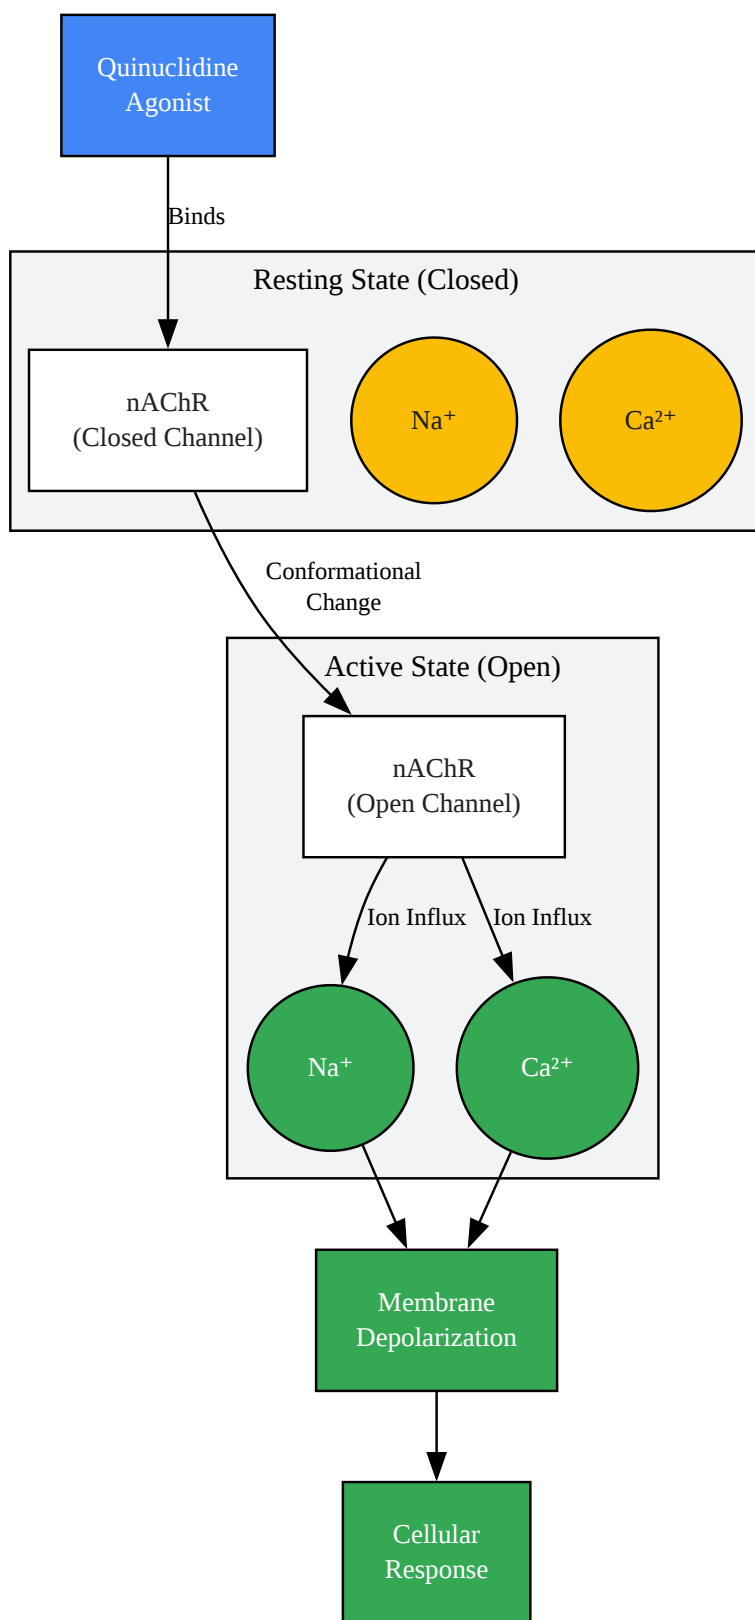 Quinuclidine
Agonist
Binds
Resting State (Closed)
nAChR
(Closed Channel)
Na⁺
Ca²⁺
Conformational
Change
Active State (Open)
nAChR
(Open Channel)
Ion Influx
Ion Influx
Na⁺
Ca²⁺
Membrane
Depolarization
Cellular
Response